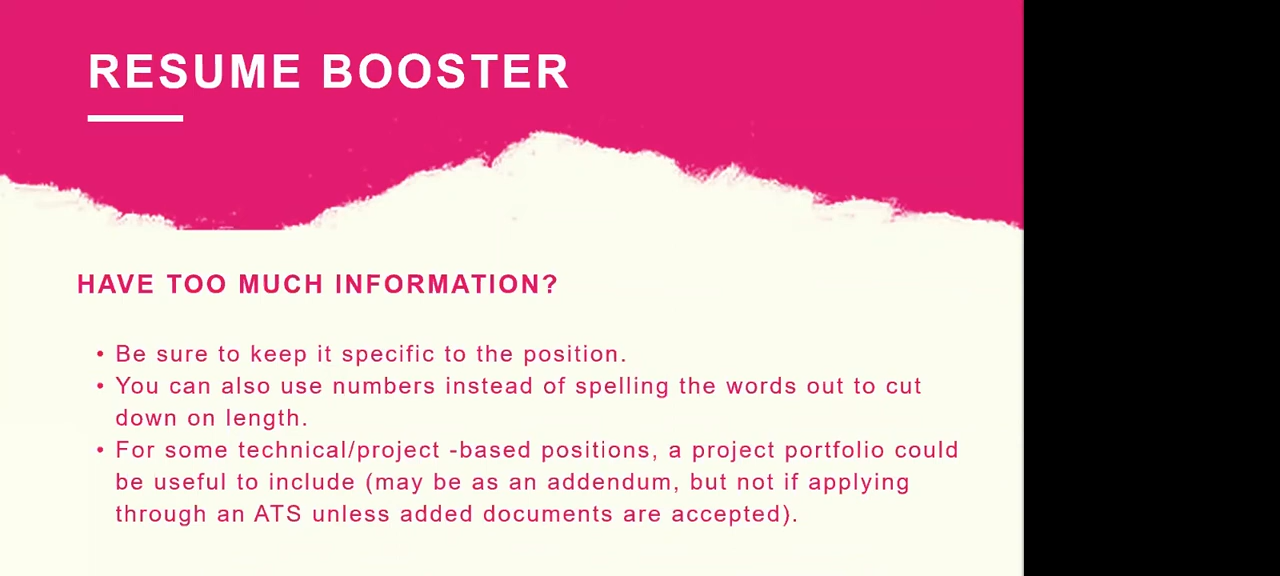 RESUME BOOSTER
HAVE TOO MUCH INFORMATION?
• Be sure to keep it specific to the position.
• You can also use numbers instead of spelling the words out to cut
down on length.
• For some technical/project -based positions, a project portfolio could
be useful to include (may be as an addendum, but not if applying
through an ATS unless added documents are accepted).